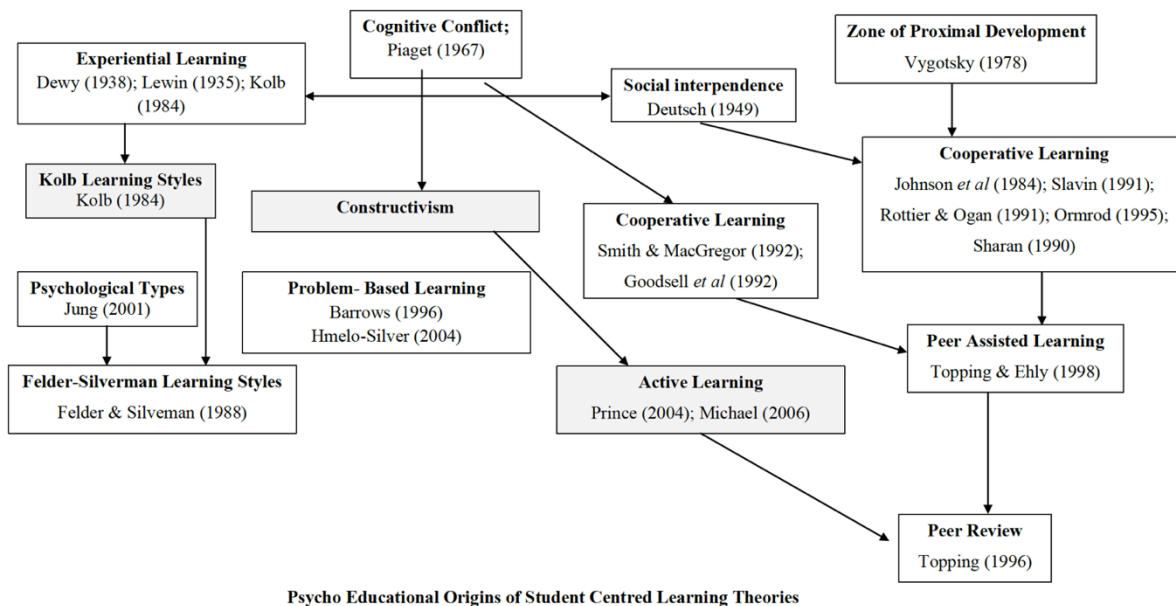 Cognitive Conflict;
Piaget (1967)
Experiential Learning
Dewy (1938); Lewin (1935); Kolb
(1984)
Zone of Proximal Development
Vygotsky (1978)
Social interpendence
Deutsch (1949)
Kolb Learning Styles
Kolb (1984)
Constructivism
Cooperative Learning
Smith & MacGregor (1992);
Goodsell et al (1992)
Cooperative Learning
Johnson et al (1984); Slavin (1991);
Rottier & Ogan (1991); Ormrod (1995);
Sharan (1990)
Psychological Types
Jung (2001)
Problem- Based Learning
Barrows (1996)
Hmelo-Silver (2004)
Peer Assisted Learning
Topping & Ehly (1998)
Felder-Silverman Learning Styles
Felder & Silveman (1988)
Active Learning
Prince (2004); Michael (2006)
Peer Review
Topping (1996)
Psycho Educational Origins of Student Centred Learning Theories